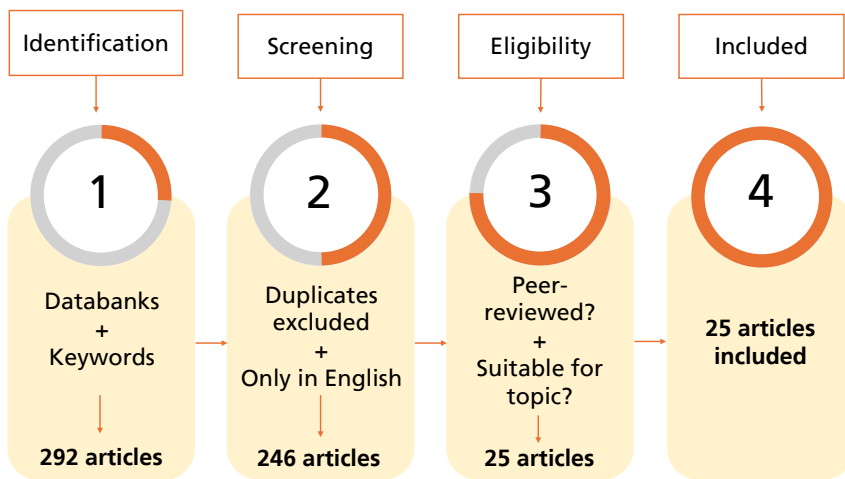 Identification
Screening
Eligibility
Included
1
2
3
4
Databanks
+
Keywords
292 articles
Duplicates
excluded
+
Only in English
246 articles
Peer-
reviewed?
+
Suitable for
topic?
25 articles
25 articles
included